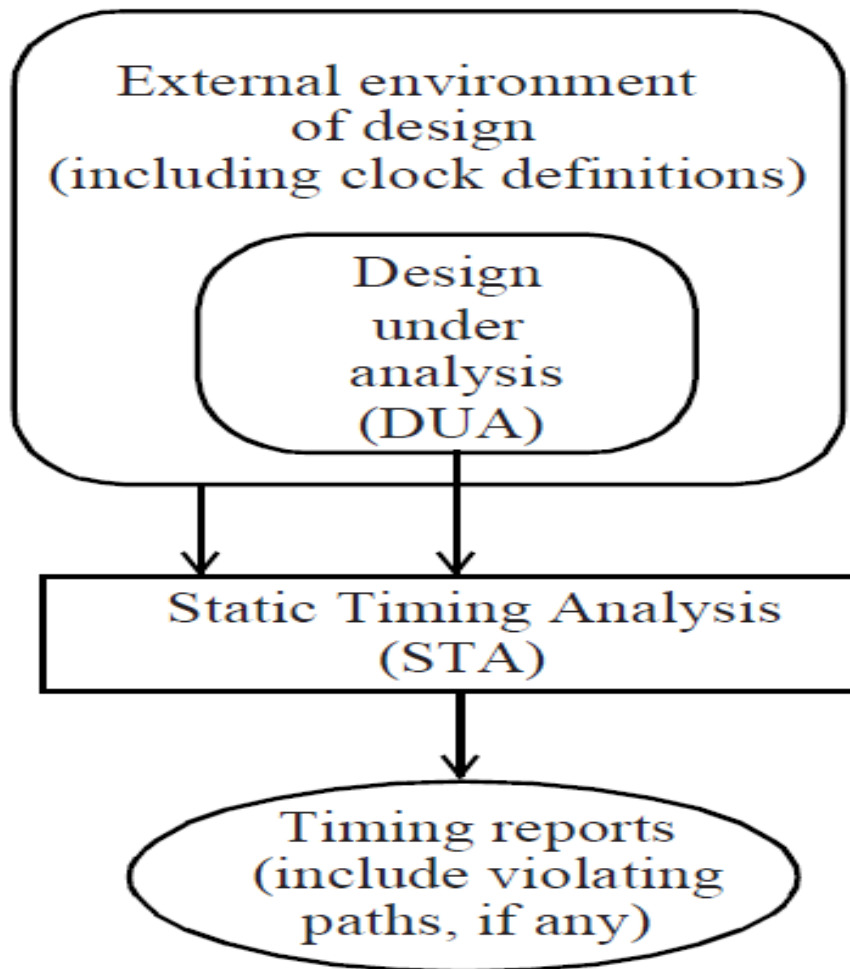 External environment
of design
(including clock definitions)
Design
under
analysis
(DUA)
Static Timing Analysis
(STA)
Timing reports
(include violating
paths, if any)